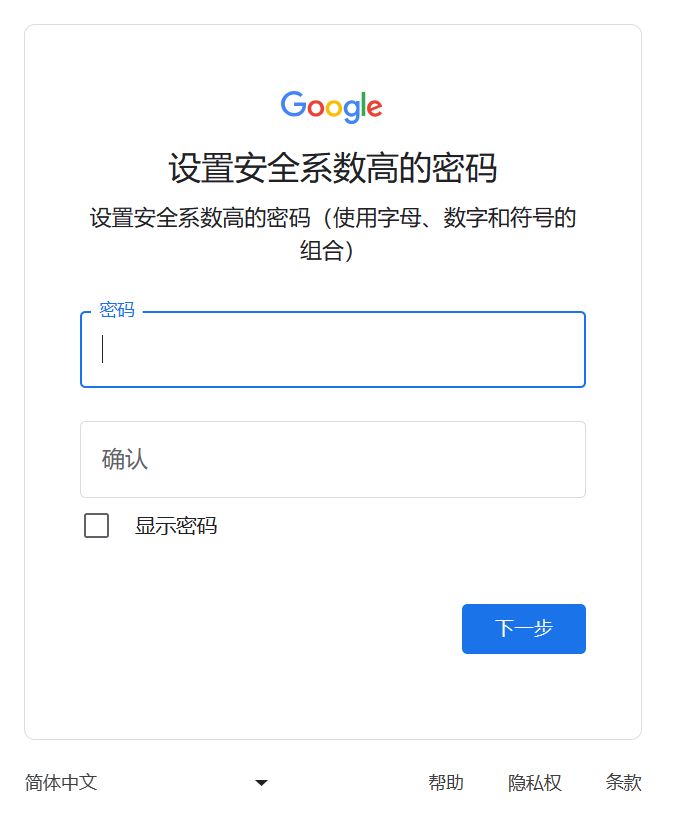 Google
设置安全系数高的密码
设置安全系数高的密码（使用字母、数字和符号的
组合）
密码
确认
显示密码
下一步
简体中文 帮助 隐私权 条款